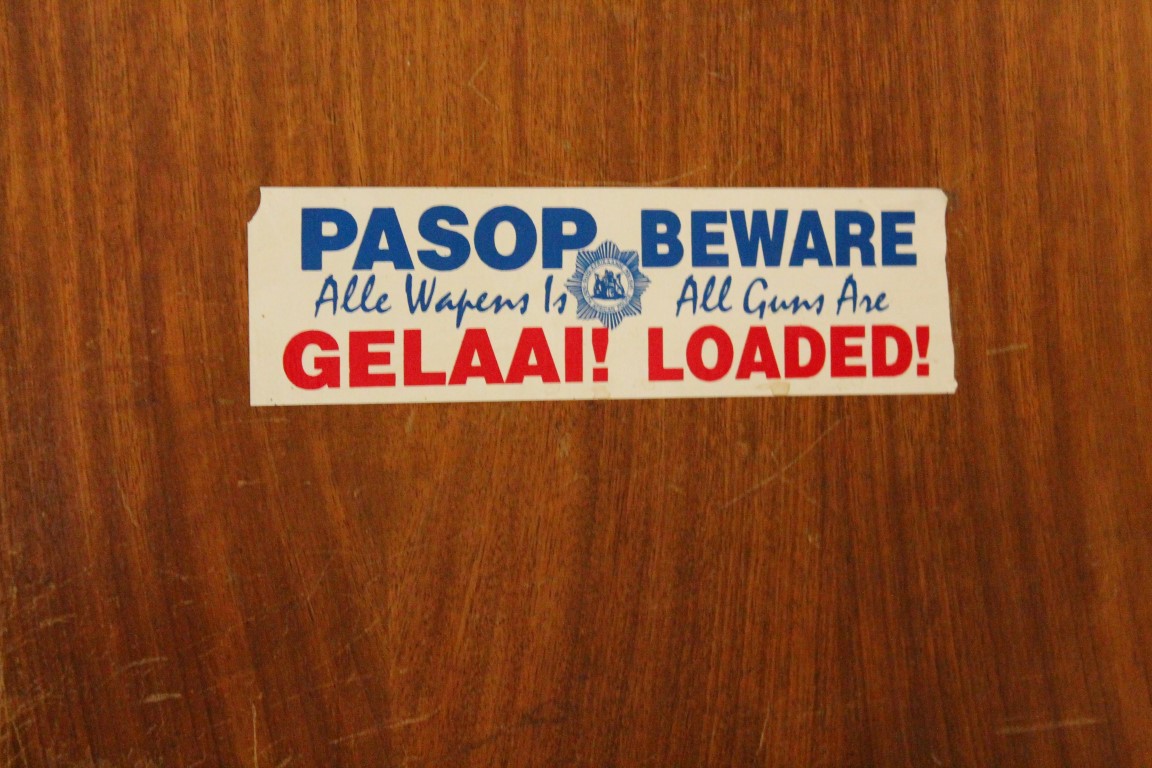 PASOP BEWARE
Alle Wapens Is All Guns Are
GELAAI! LOADED!